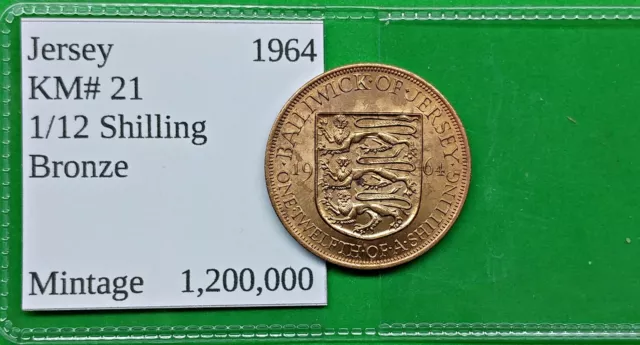 Jersey 1964
KM# 21
1/12 Shilling
Bronze
Mintage 1,200,000
BAILIWICK·OF·JERSEY
19 64
ONE·TWELFTH·OF·A·SHILLING